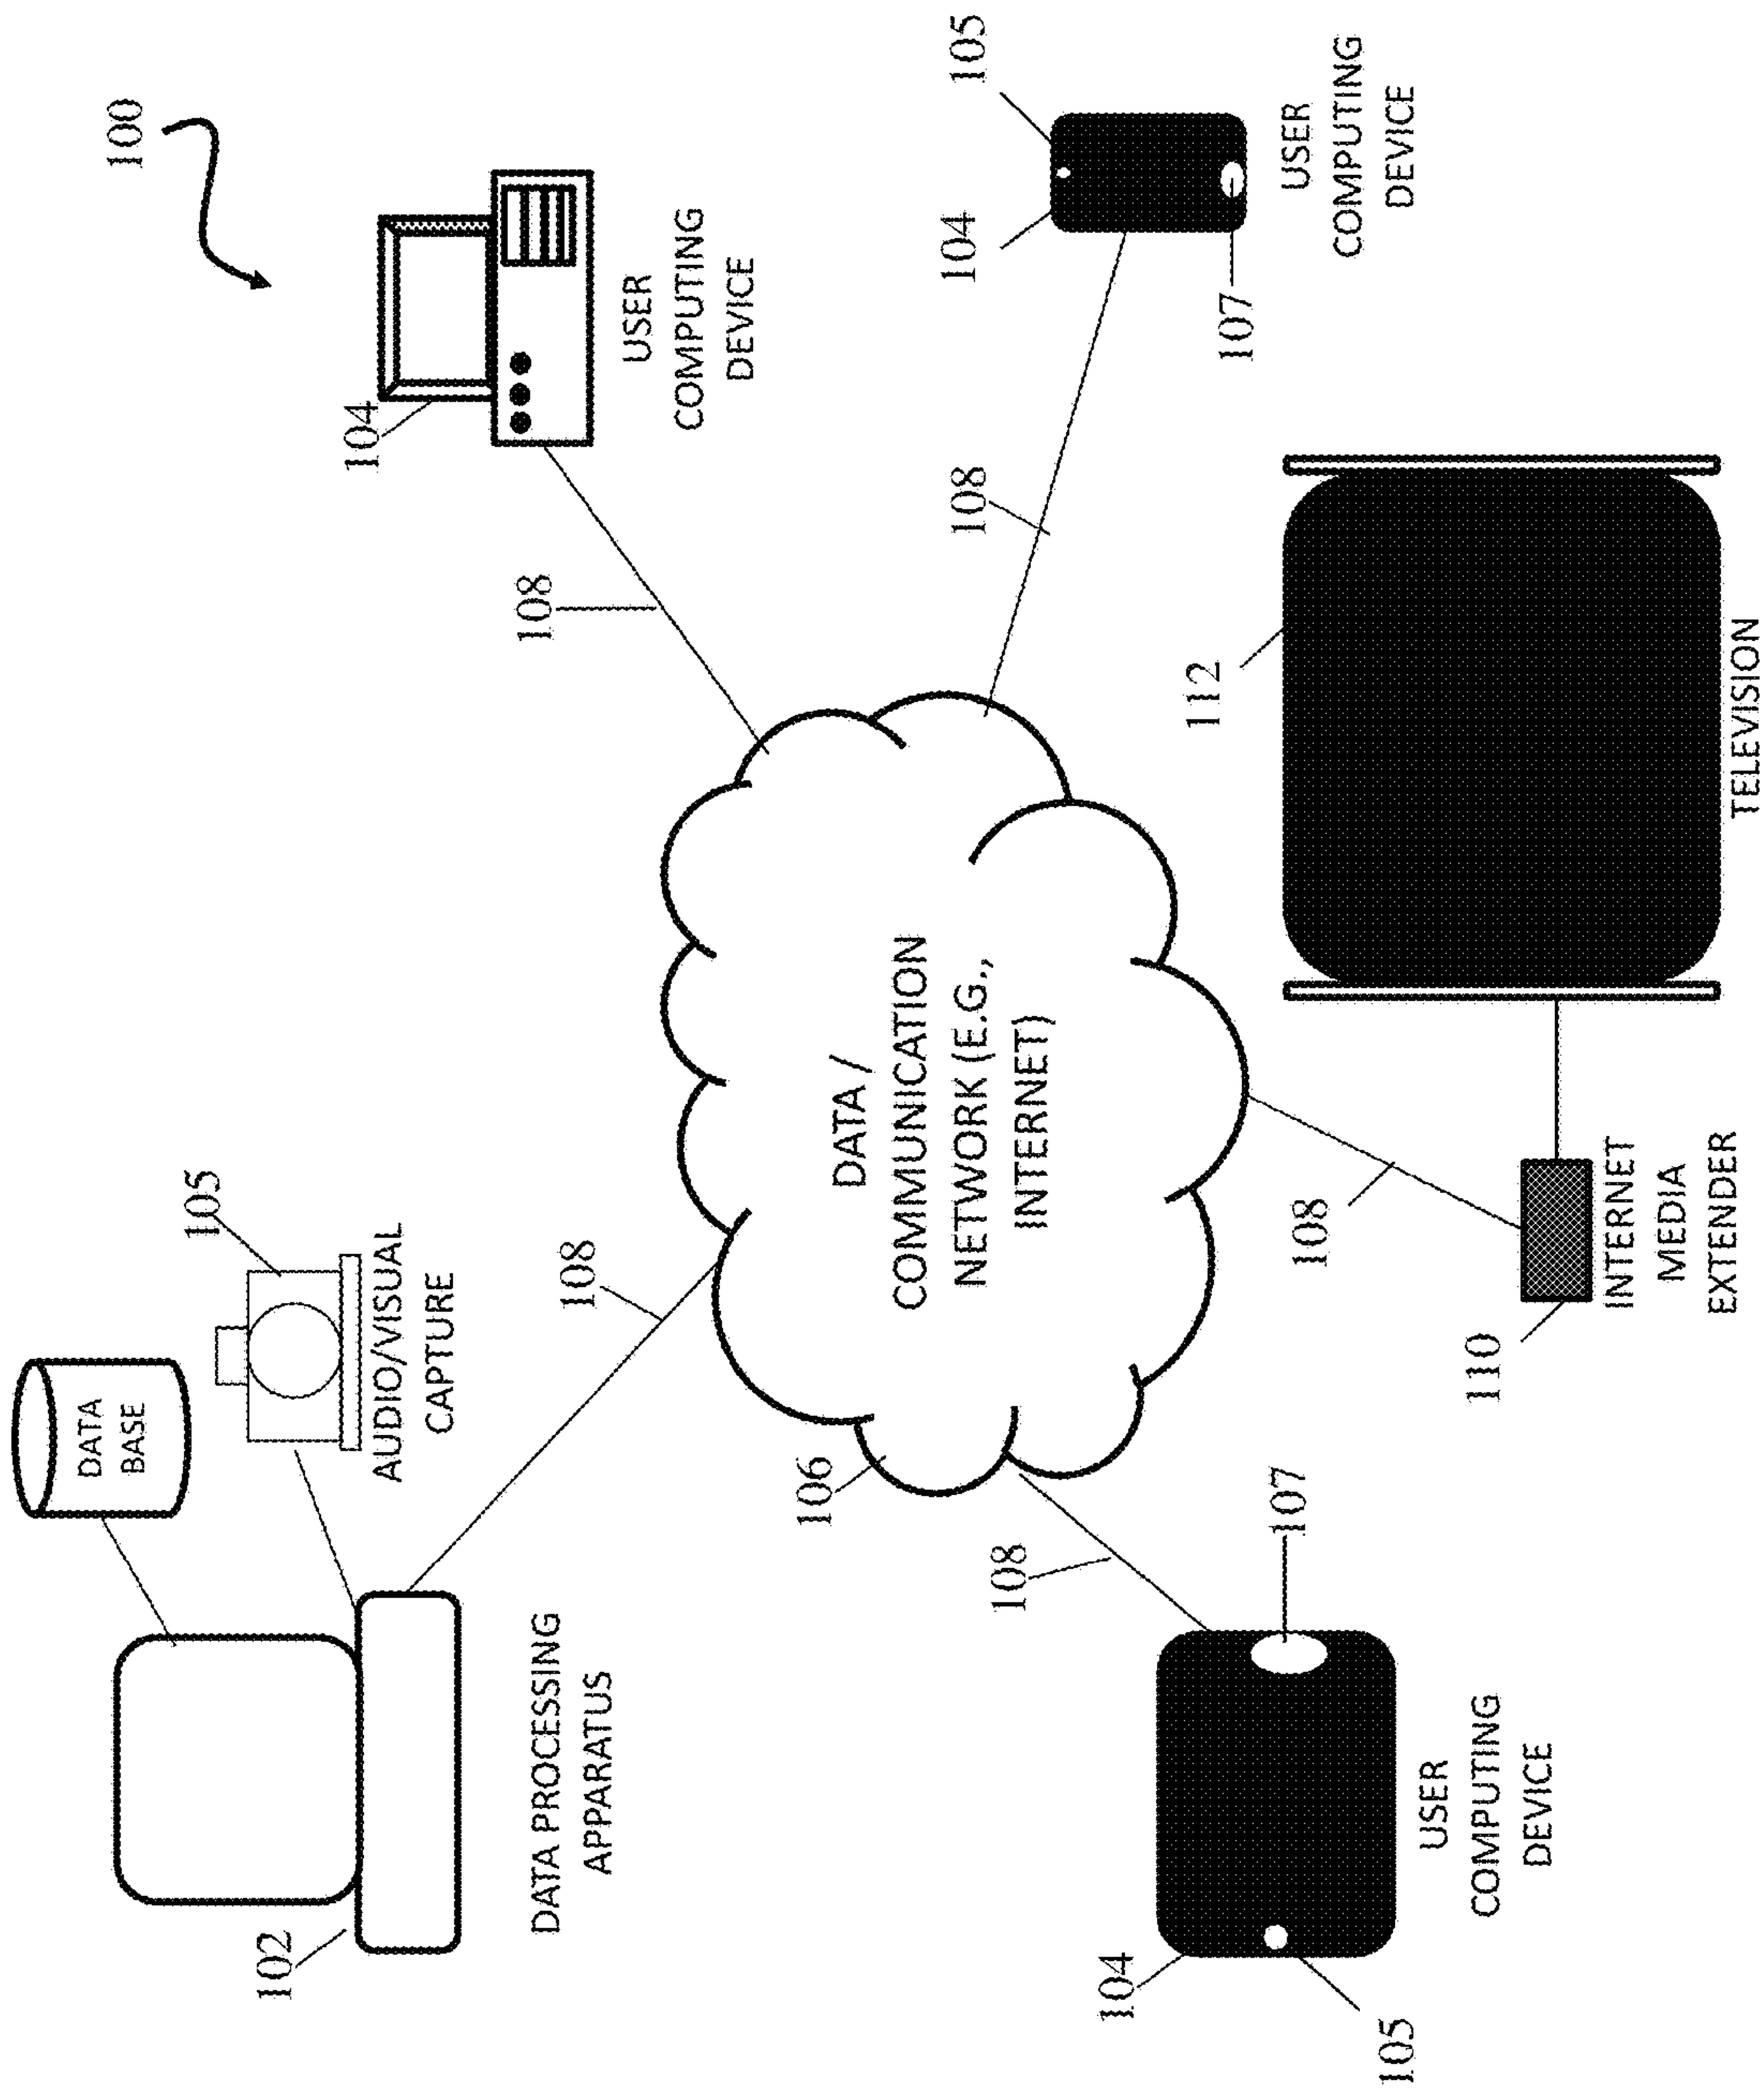 100
DATA
BASE
105
AUDIO/VISUAL
CAPTURE
102
DATA PROCESSING
APPARATUS
108
104
USER
COMPUTING
DEVICE
108
106
DATA /
COMMUNICATION
NETWORK (E.G.,
INTERNET)
108
104
105
107
USER
COMPUTING
DEVICE
108
107
104
105
USER
COMPUTING
DEVICE
108
110
INTERNET
MEDIA
EXTENDER
112
TELEVISION